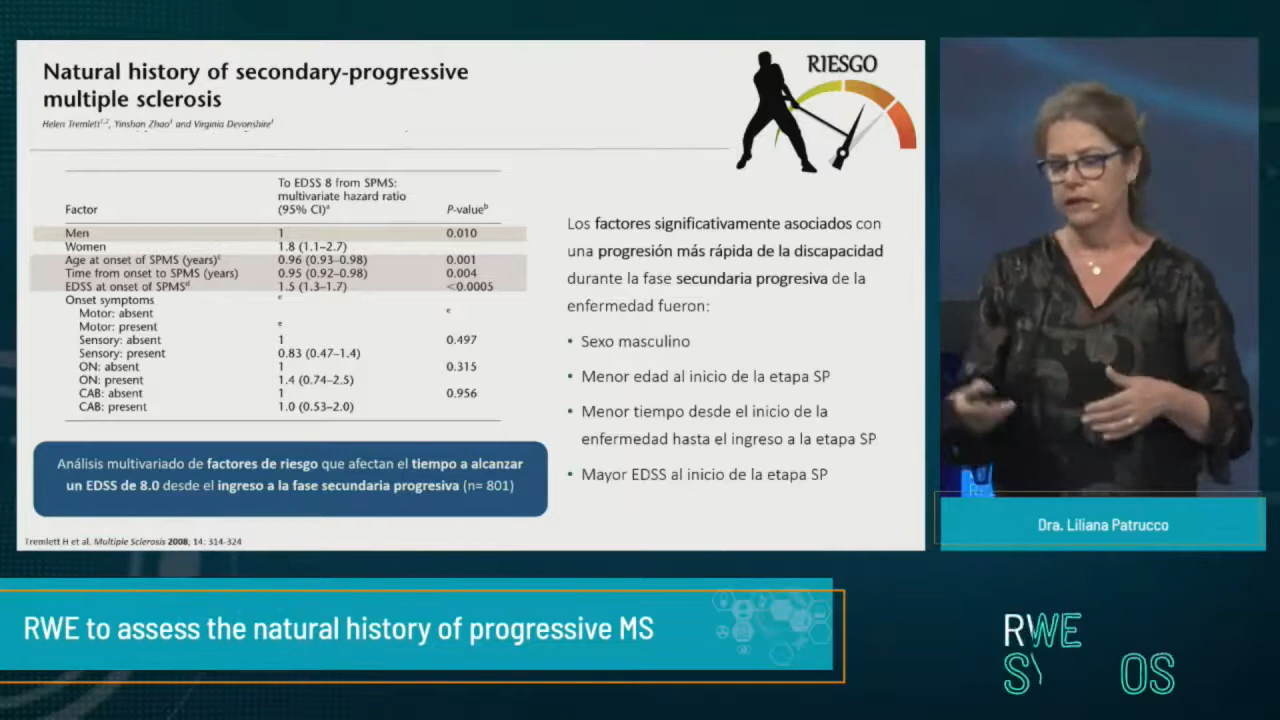 Natural history of secondary-progressive
multiple sclerosis
Helen Tremlett1,2, Yinshan Zhao1 and Virginia Devonshire1
RIESGO
To EDSS 8 from SPMS:
multivariate hazard ratio
Factor (95% CI)a P-valueb
Men 1 0.010
Women 1.8 (1.1–2.7)
Age at onset of SPMS (years)c 0.96 (0.93–0.98) 0.001
Time from onset to SPMS (years) 0.95 (0.92–0.98) 0.004
EDSS at onset of SPMSd 1.5 (1.3–1.7) <0.0005
Onset symptoms e
Motor: absent e
Motor: present e
Sensory: absent 1 0.497
Sensory: present 0.83 (0.47–1.4)
ON: absent 1 0.315
ON: present 1.4 (0.74–2.5)
CAB: absent 1 0.956
CAB: present 1.0 (0.53–2.0)
Análisis multivariado de factores de riesgo que afectan el tiempo a alcanzar
un EDSS de 8.0 desde el ingreso a la fase secundaria progresiva (n= 801)
Tremlett H et al. Multiple Sclerosis 2008; 14: 314-324
Los factores significativamente asociados con
una progresión más rápida de la discapacidad
durante la fase secundaria progresiva de la
enfermedad fueron:
• Sexo masculino
• Menor edad al inicio de la etapa SP
• Menor tiempo desde el inicio de la
enfermedad hasta el ingreso a la etapa SP
• Mayor EDSS al inicio de la etapa SP
Dra. Liliana Patrucco
RWE to assess the natural history of progressive MS
RWE